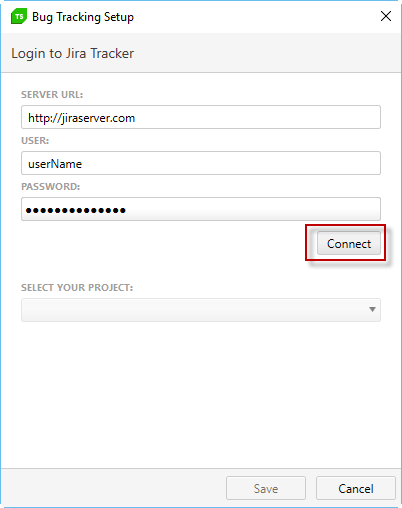 TS Bug Tracking Setup
Login to Jira Tracker
SERVER URL:
http://jiraserver.com
USER:
userName
PASSWORD:
●●●●●●●●●●●●●●
Connect
SELECT YOUR PROJECT:
Save Cancel